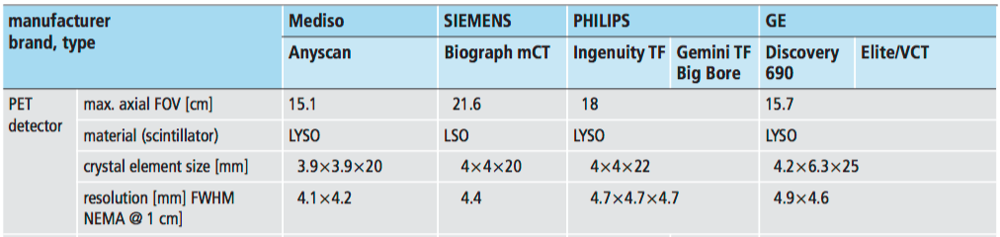 manufacturer Mediso SIEMENS PHILIPS GE
brand, type
Anyscan Biograph mCT Ingenuity TF Gemini TF Discovery Elite/VCT
Big Bore 690
PET max. axial FOV [cm] 15.1 21.6 18 15.7
detector
material (scintillator) LYSO LSO LYSO LYSO
crystal element size [mm] 3.9×3.9×20 4×4×20 4×4×22 4.2×6.3×25
resolution [mm] FWHM 4.1×4.2 4.4 4.7×4.7×4.7 4.9×4.6
NEMA @ 1 cm]